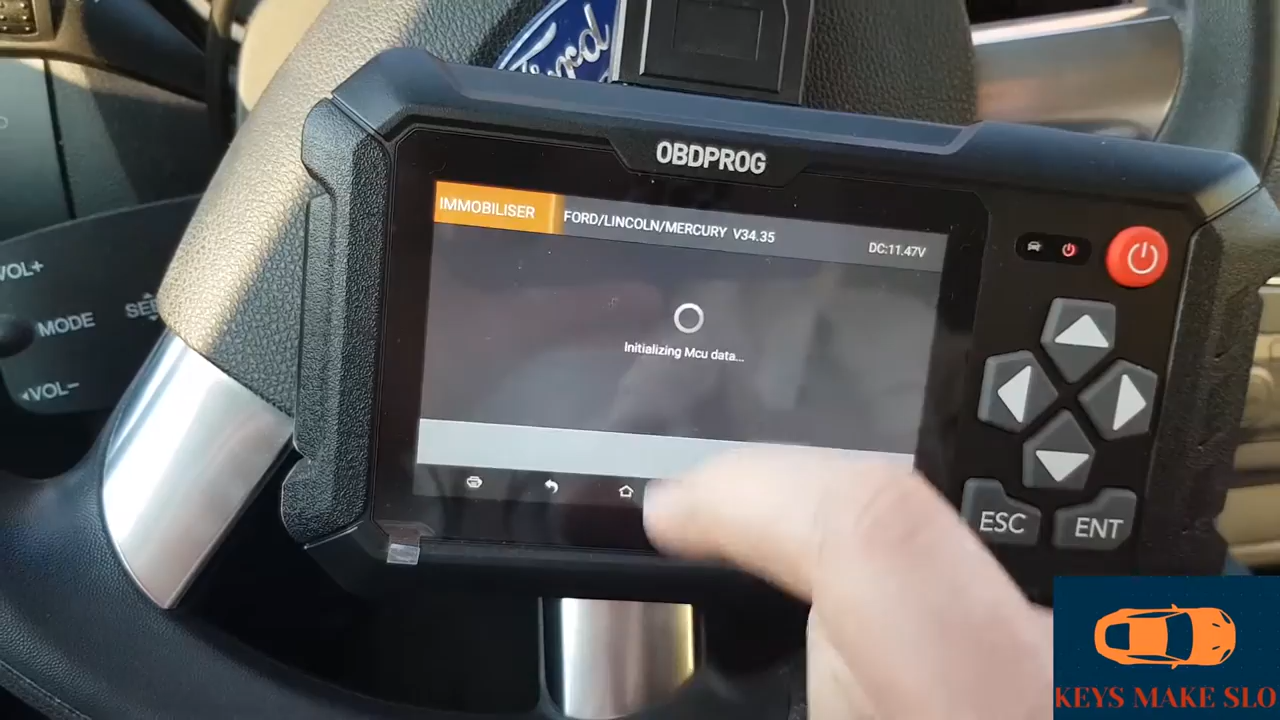 Ford
OBDPROG
IMMOBILISER FORD/LINCOLN/MERCURY V34.35 DC:11.47V
Initializing Mcu data...
VOL+
MODE
VOL-
ESC ENT
KEYS MAKE SLO